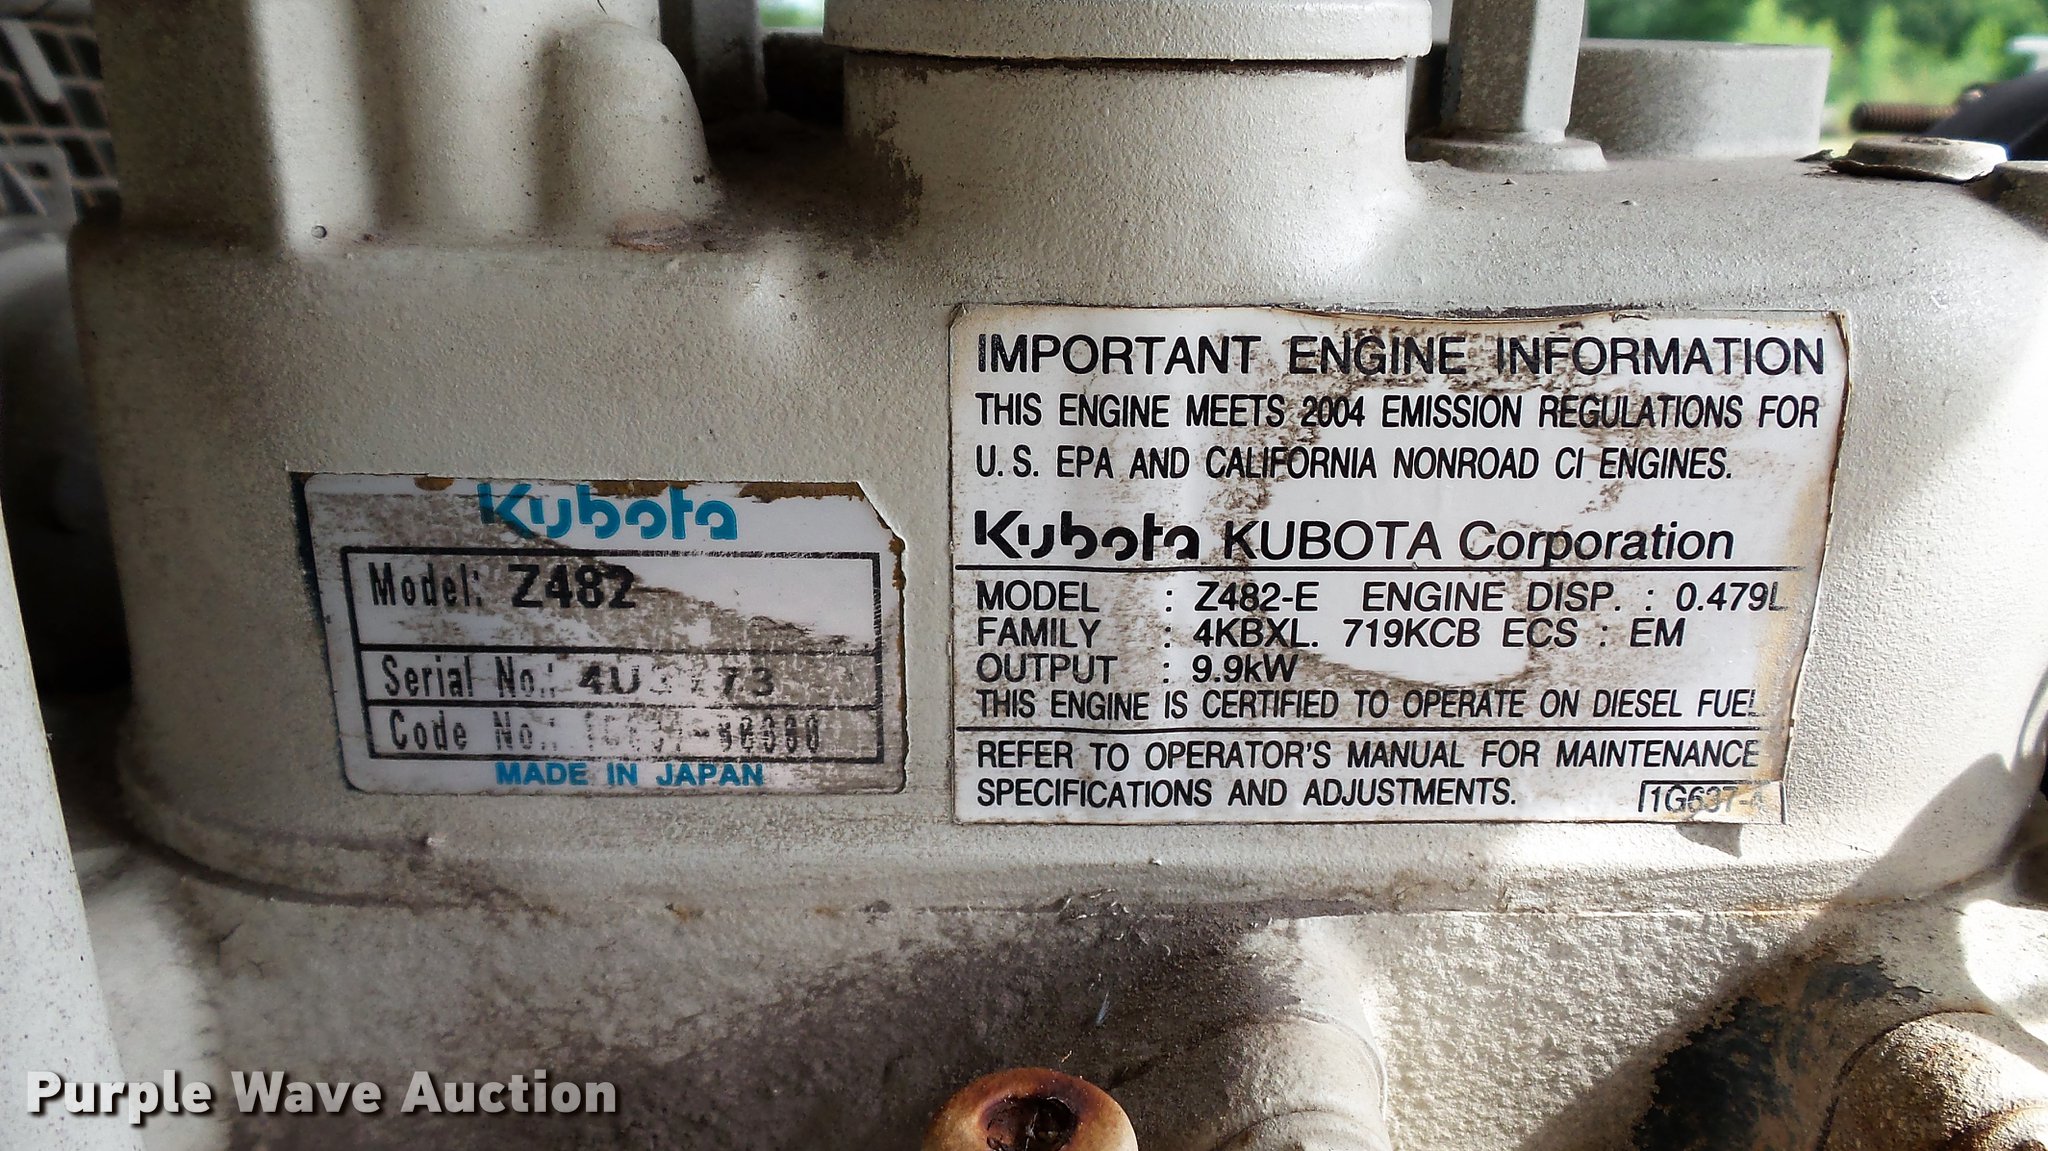 Kubota
Model: Z482
Serial No.:
Code No.:
MADE IN JAPAN
IMPORTANT ENGINE INFORMATION
THIS ENGINE MEETS 2004 EMISSION REGULATIONS FOR
U.S. EPA AND CALIFORNIA NONROAD CI ENGINES.
Kubota KUBOTA Corporation
MODEL : Z482-E ENGINE DISP. : 0.479L
FAMILY : 4KBXL. 719KCB ECS : EM
OUTPUT : 9.9kW
THIS ENGINE IS CERTIFIED TO OPERATE ON DIESEL FUEL
REFER TO OPERATOR'S MANUAL FOR MAINTENANCE
SPECIFICATIONS AND ADJUSTMENTS.
Purple Wave Auction